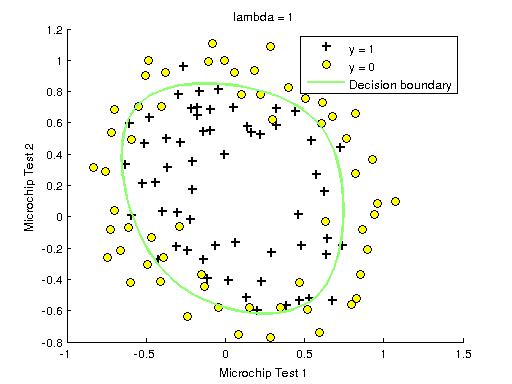 lambda = 1
y = 1
y = 0
Decision boundary
1.2
1
0.8
0.6
0.4
0.2
0
-0.2
-0.4
-0.6
-0.8
Microchip Test 2
-1
-0.5
0
0.5
1
1.5
Microchip Test 1